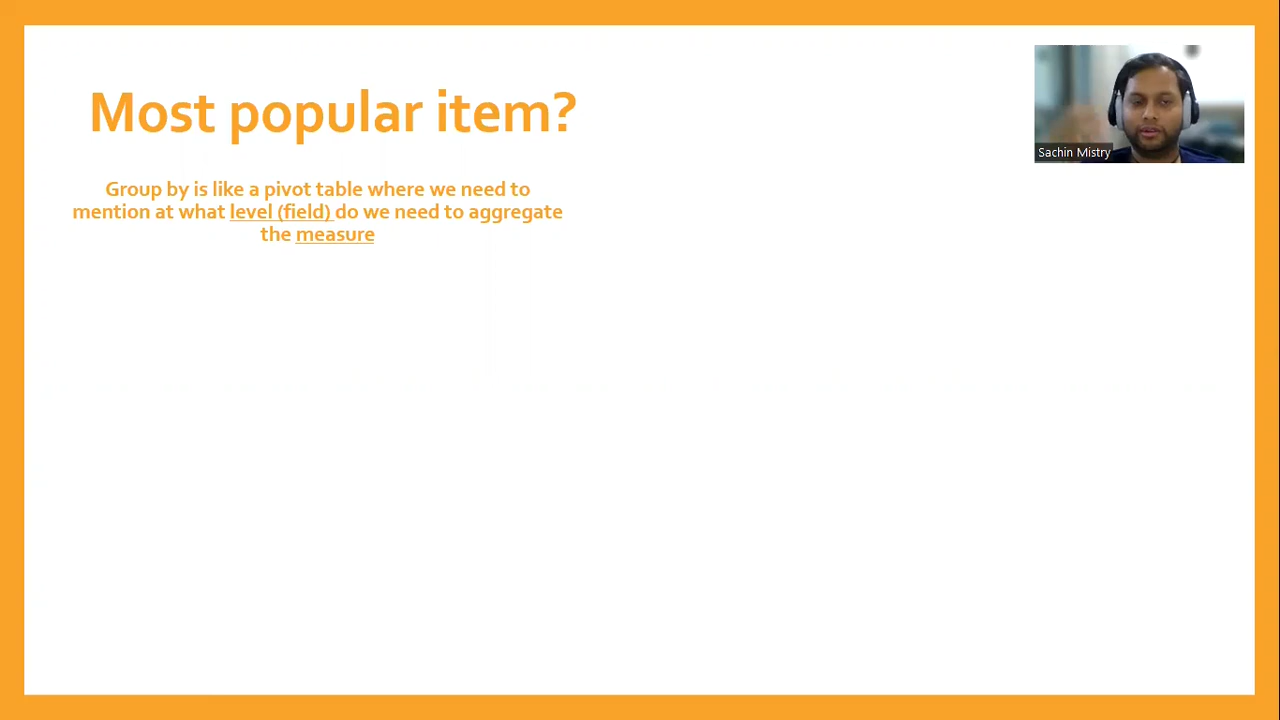 Most popular item?
Group by is like a pivot table where we need to
mention at what level (field) do we need to aggregate
the measure
Sachin Mistry